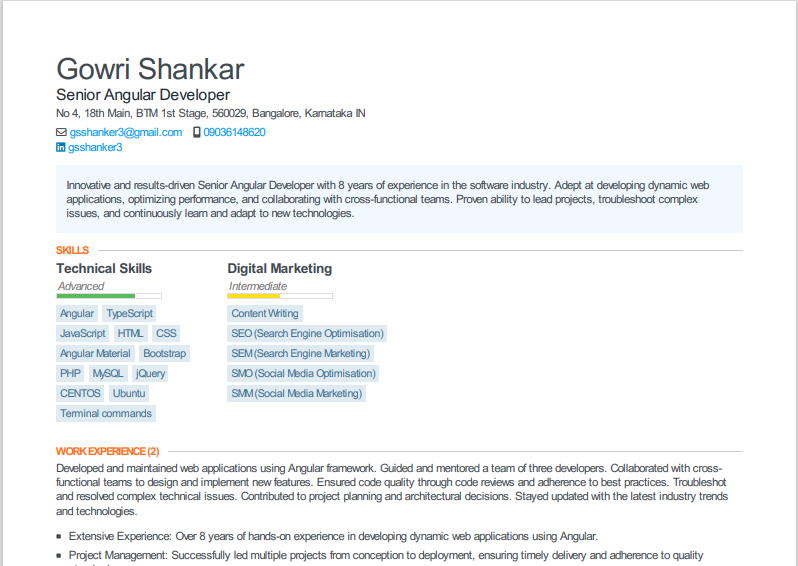 Gowri Shankar
Senior Angular Developer
No 4, 18th Main, BTM 1st Stage, 560029, Bangalore, Karnataka IN
gsshanker3@gmail.com 09036148620
gsshanker3
Innovative and results-driven Senior Angular Developer with 8 years of experience in the software industry. Adept at developing dynamic web
applications, optimizing performance, and collaborating with cross-functional teams. Proven ability to lead projects, troubleshoot complex
issues, and continuously learn and adapt to new technologies.
SKILLS
Technical Skills
Advanced
Angular TypeScript
JavaScript HTML CSS
Angular Material Bootstrap
PHP MySQL jQuery
CENTOS Ubuntu
Terminal commands
Digital Marketing
Intermediate
Content Writing
SEO (Search Engine Optimisation)
SEM (Search Engine Marketing)
SMO (Social Media Optimisation)
SMM (Social Media Marketing)
WORK EXPERIENCE (2)
Developed and maintained web applications using Angular framework. Guided and mentored a team of three developers. Collaborated with cross-
functional teams to design and implement new features. Ensured code quality through code reviews and adherence to best practices. Troubleshot
and resolved complex technical issues. Contributed to project planning and architectural decisions. Stayed updated with the latest industry trends
and technologies.
Extensive Experience: Over 8 years of hands-on experience in developing dynamic web applications using Angular.
Project Management: Successfully led multiple projects from conception to deployment, ensuring timely delivery and adherence to quality